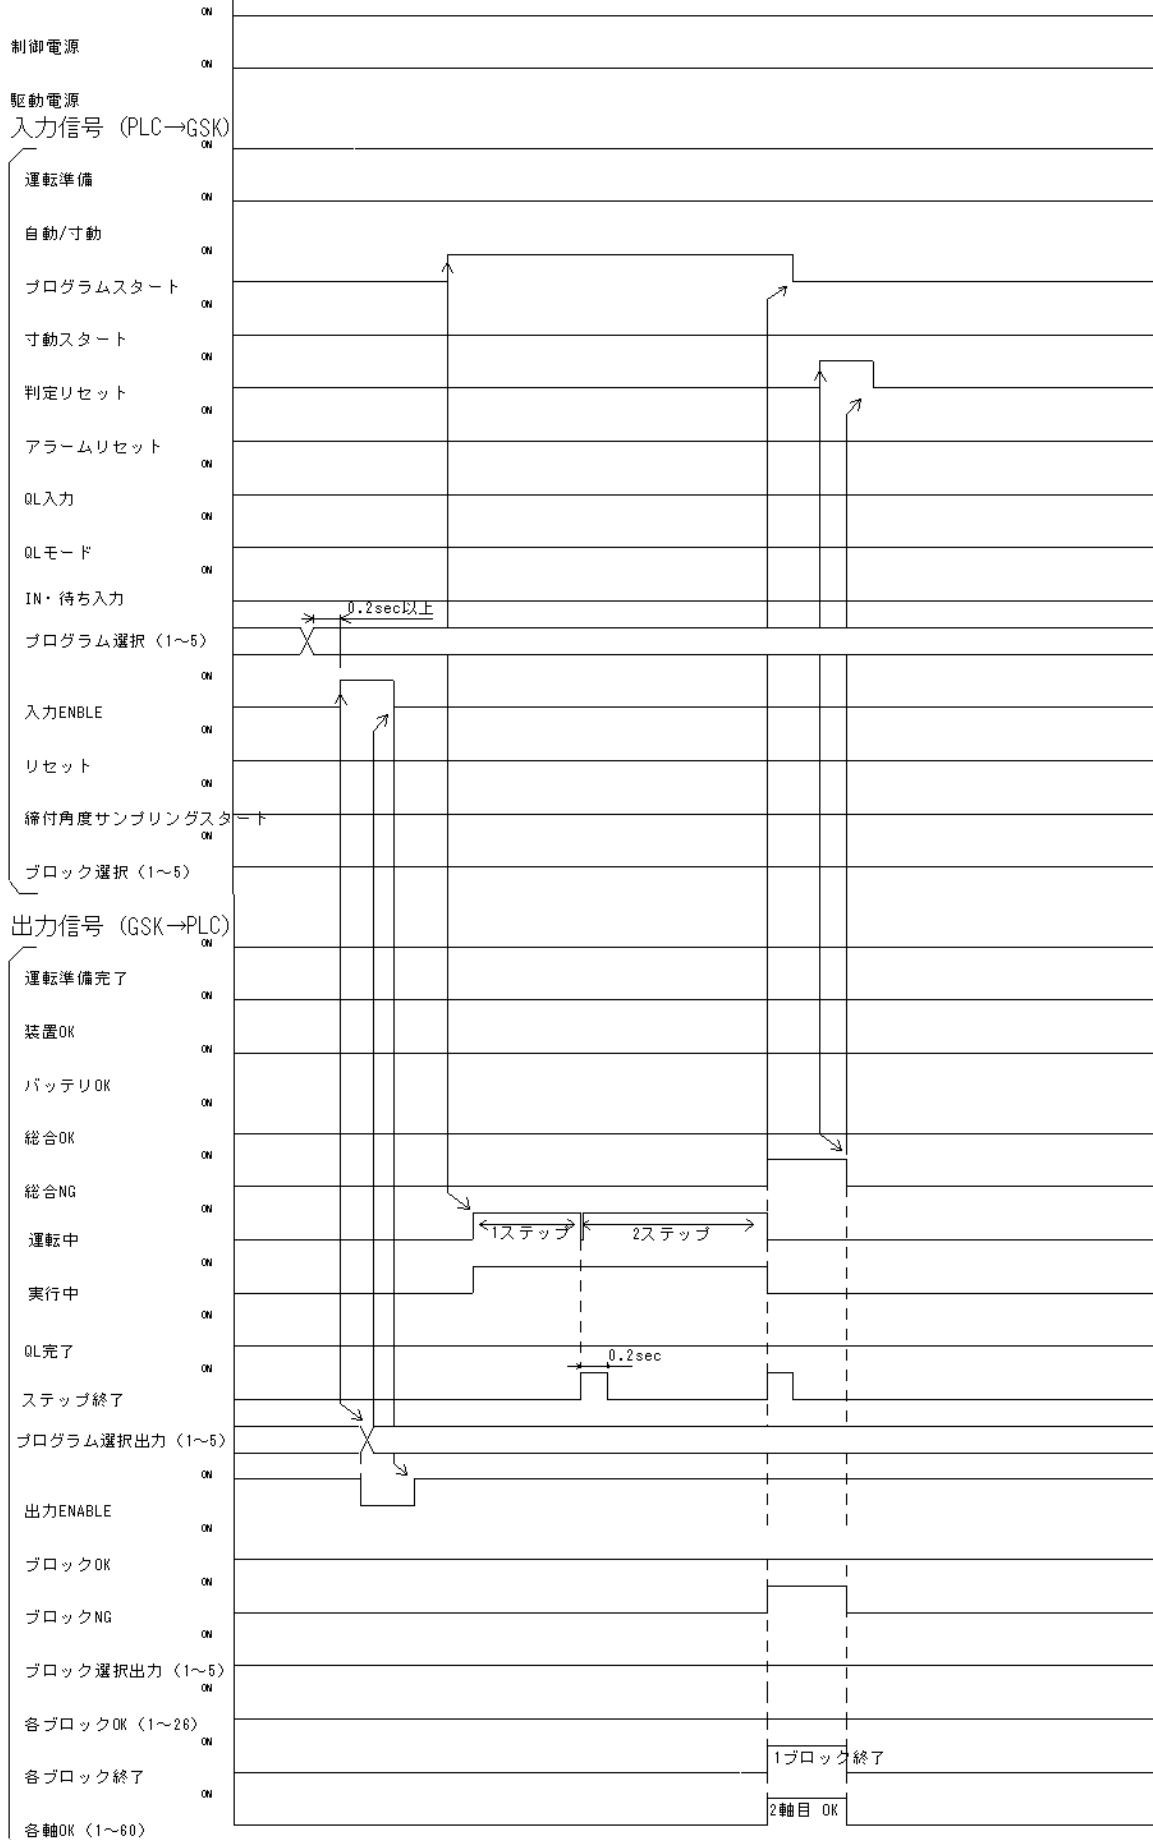 ON
制御電源
ON
駆動電源
入力信号（PLC→GSK)
ON
運転準備
ON
自動/寸動
ON
プログラムスタート
ON
寸動スタート
ON
判定リセット
ON
アラームリセット
ON
QL入力
ON
QLモード
ON
IN・待ち入力
0.2sec以上
プログラム選択（1～5）
ON
入力ENBLE
ON
リセット
ON
締付角度サンプリングスタート
ON
ブロック選択（1～5）
出力信号（GSK→PLC)
ON
運転準備完了
ON
装置OK
ON
バッテリOK
ON
総合OK
ON
総合NG
ON
運転中 1ステップ 2ステップ
ON
実行中
ON
QL完了
0.2sec
ON
ステップ終了
プログラム選択出力（1～5）
ON
出力ENABLE
ON
ブロックOK
ON
ブロックNG
ON
ブロック選択出力（1～5）
ON
各ブロックOK（1～26）
ON
1ブロック終了
各ブロック終了
ON
2軸目 OK
各軸OK（1～60）